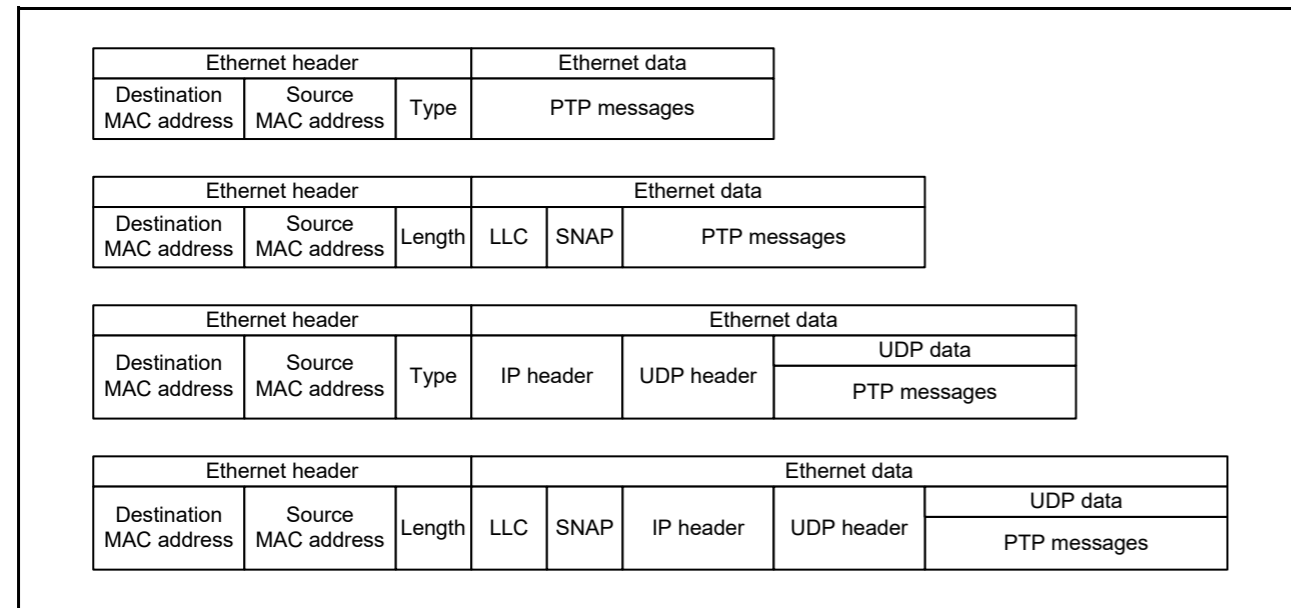 Ethernet header Ethernet data
Destination MAC address Source MAC address Type PTP messages
Ethernet header Ethernet data
Destination MAC address Source MAC address Length LLC SNAP PTP messages
Ethernet header Ethernet data
Destination MAC address Source MAC address Type IP header UDP header UDP data
PTP messages
Ethernet header Ethernet data
Destination MAC address Source MAC address Length LLC SNAP IP header UDP header UDP data
PTP messages